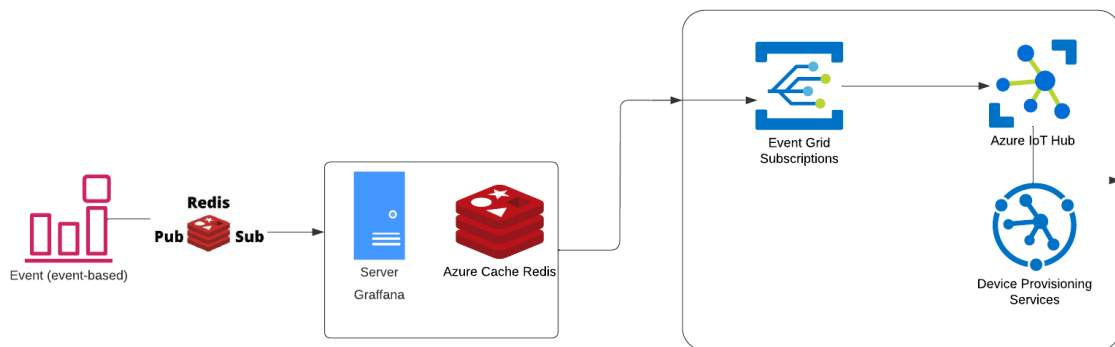 Event (event-based)
Redis
Pub Sub
Server
Graffana
Azure Cache Redis
Event Grid
Subscriptions
Azure IoT Hub
Device Provisioning
Services